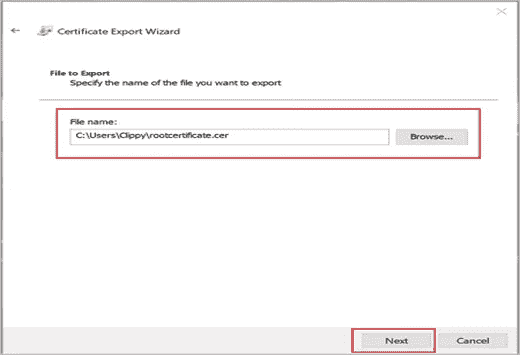 Certificate Export Wizard
File to Export
Specify the name of the file you want to export
File name:
C:\Users\Clippy\rootcertificate.cer
Browse...
Next
Cancel